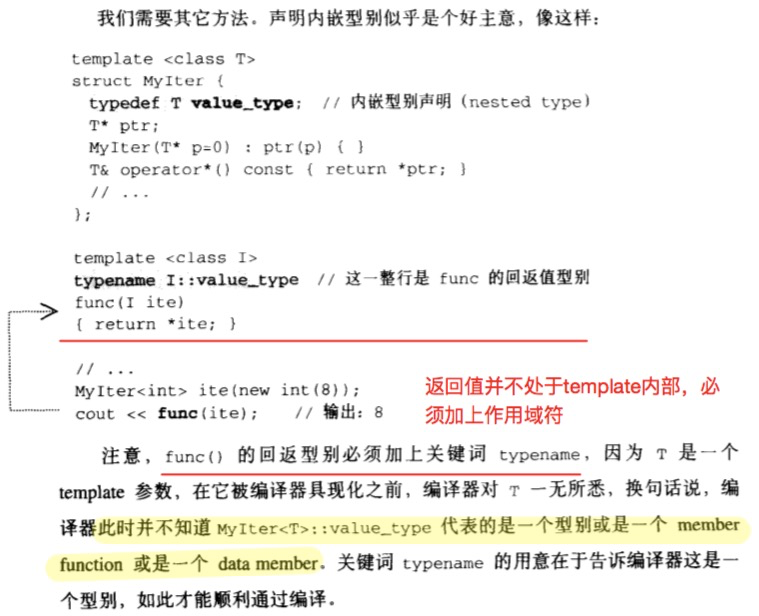 我们需要其它方法。声明内嵌型别似乎是个好主意，像这样：
template <class T>
struct MyIter {
typedef T value_type; // 内嵌型别声明 (nested type)
T* ptr;
MyIter(T* p=0) : ptr(p) { }
T& operator*() const { return *ptr; }
// ...
};
template <class I>
typename I::value_type // 这一整行是 func 的回返值型别
func(I ite)
{ return *ite; }
// ...
MyIter<int> ite(new int(8));
cout << func(ite); // 输出：8
返回值并不处于template内部，必
须加上作用域符
注意，func() 的回返型别必须加上关键词 typename，因为 T 是一个
template 参数，在它被编译器具现化之前，编译器对 T 一无所悉，换句话说，编
译器此时并不知道 MyIter<T>::value_type 代表的是一个型别或是一个 member
function 或是一个 data member。关键词 typename 的用意在于告诉编译器这是一
个型别，如此才能顺利通过编译。